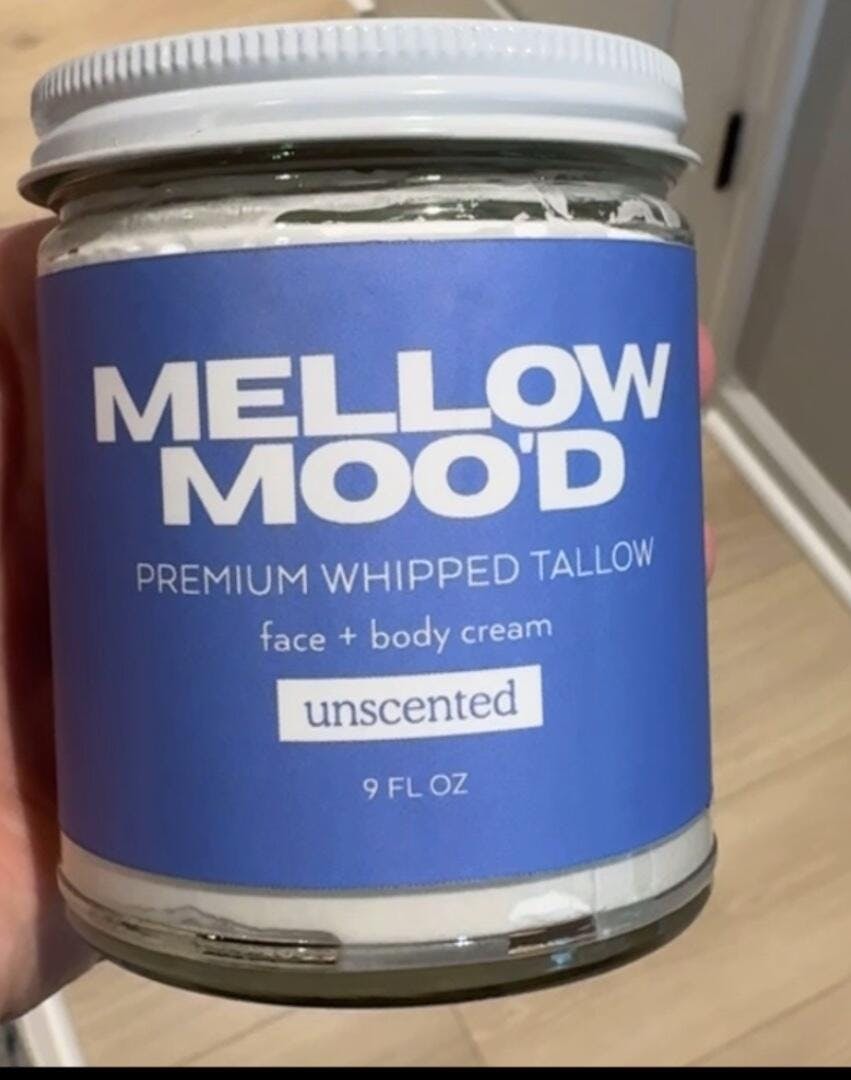 MELLOW
MOO'D
PREMIUM WHIPPED TALLOW
face + body cream
unscented
9 FL OZ